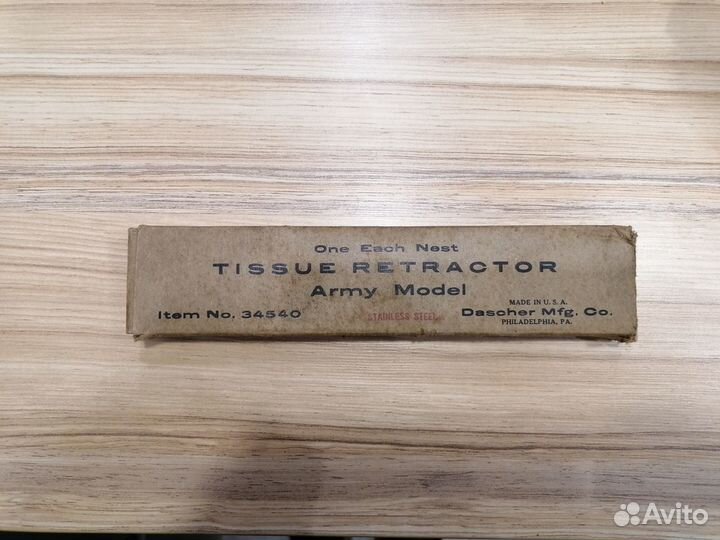 One Each Nest
TISSUE RETRACTOR
Army Model
Item No. 34540
STAINLESS STEEL
MADE IN U. S. A.
Dascher Mfg. Co.
PHILADELPHIA, PA.
Avito